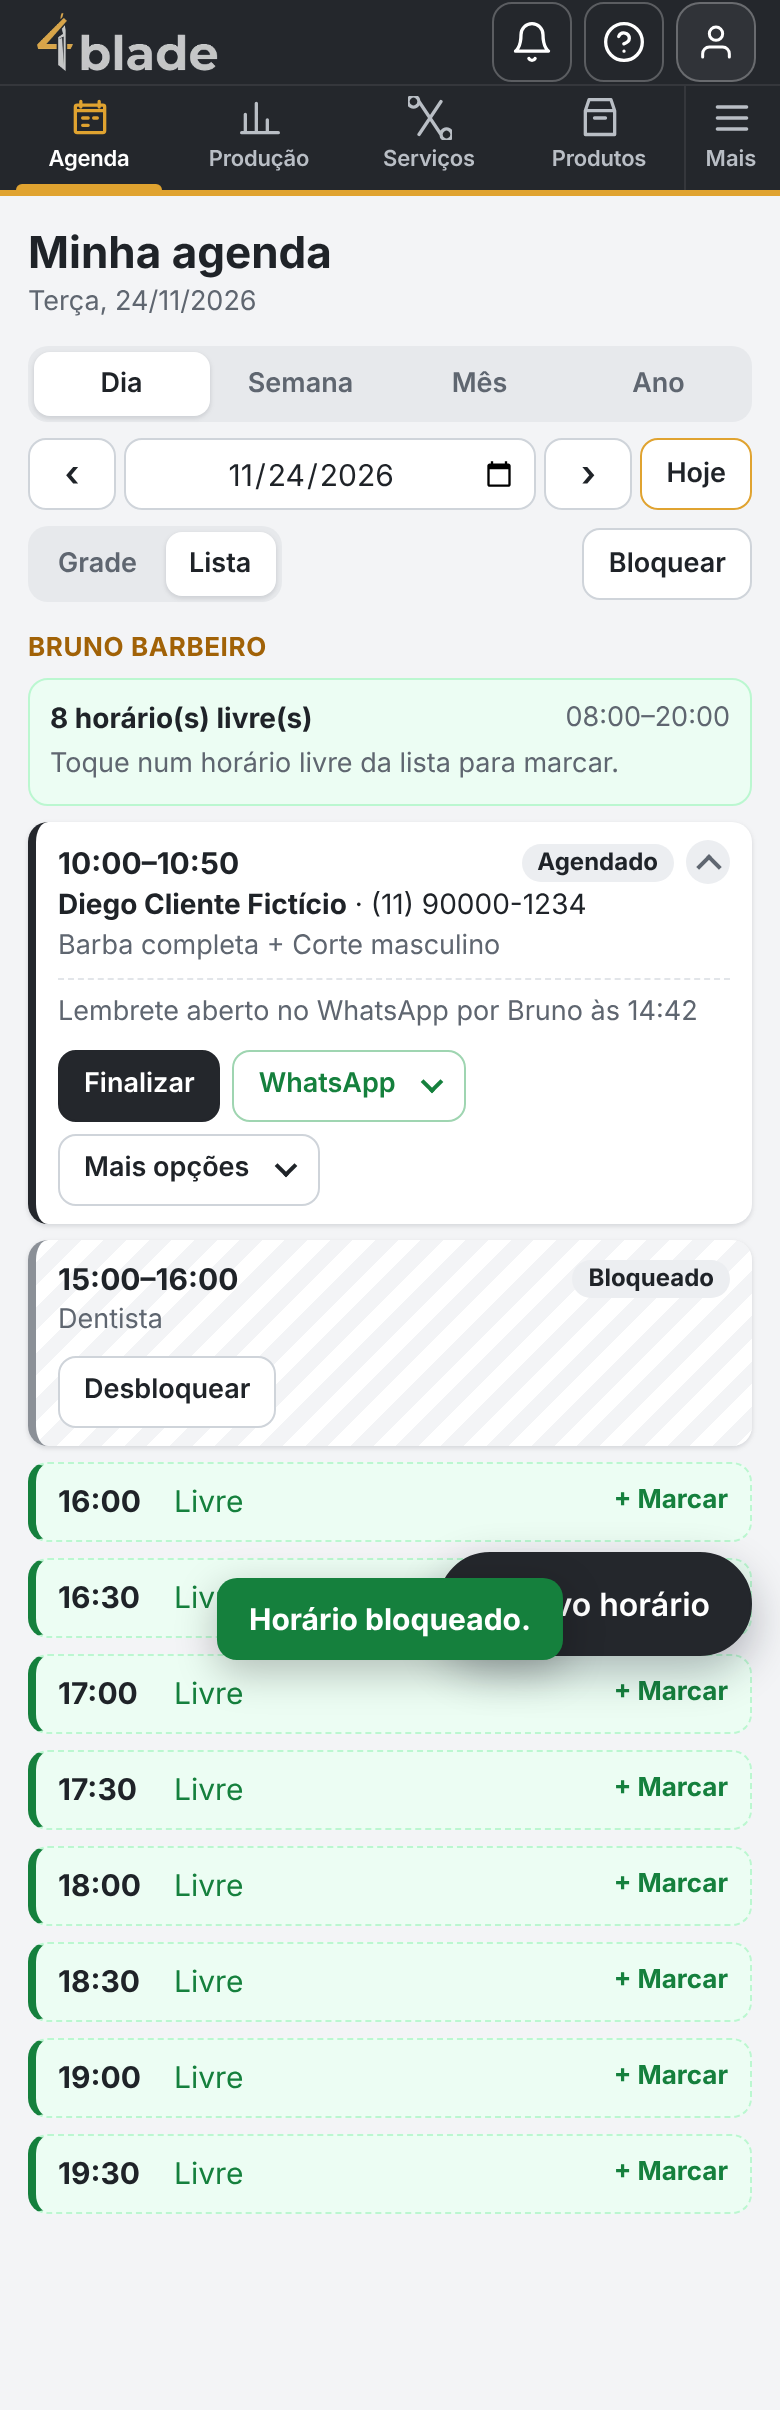 4blade
Agenda
Produção
Serviços
Produtos
Mais
Minha agenda
Terça, 24/11/2026
Dia
Semana
Mês
Ano
11/24/2026
Hoje
Grade
Lista
Bloquear
BRUNO BARBEIRO
8 horário(s) livre(s)
08:00–20:00
Toque num horário livre da lista para marcar.
10:00–10:50
Agendado
Diego Cliente Fictício · (11) 90000-1234
Barba completa + Corte masculino
Lembrete aberto no WhatsApp por Bruno às 14:42
Finalizar
WhatsApp
Mais opções
15:00–16:00
Bloqueado
Dentista
Desbloquear
16:00 Livre + Marcar
16:30
Horário bloqueado.
horário
17:00 Livre + Marcar
17:30 Livre + Marcar
18:00 Livre + Marcar
18:30 Livre + Marcar
19:00 Livre + Marcar
19:30 Livre + Marcar